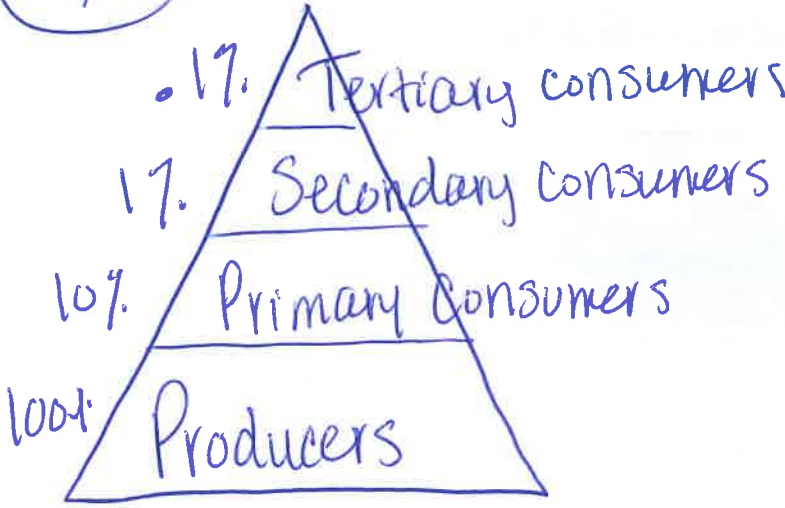 .1% Tertiary consumers
1% Secondary consumers
10% Primary Consumers
100% Producers